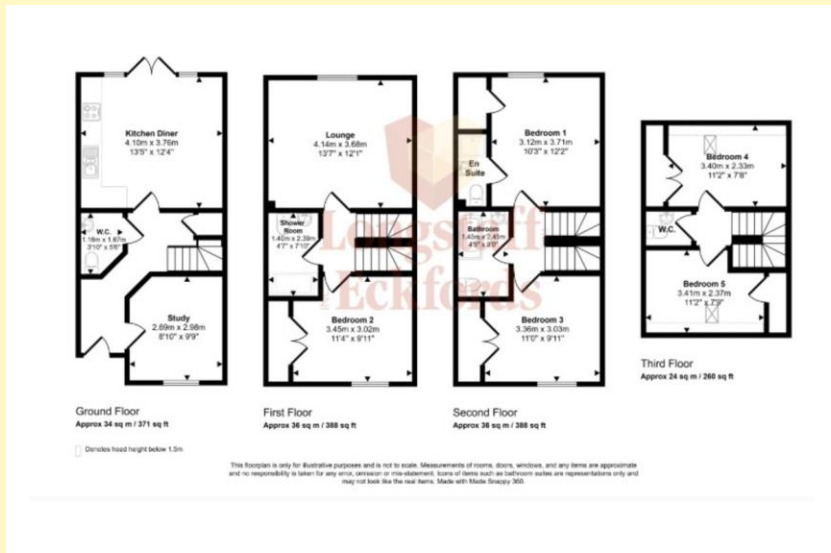 Kitchen Diner
4.10m x 3.76m
13'5" x 12'4"
W.C.
1.16m x 1.67m
3'10" x 5'6"
Study
2.69m x 2.98m
8'10" x 9'9"
Ground Floor
Approx 34 sq m / 371 sq ft
Denotes head height below 1.5m
Lounge
4.14m x 3.68m
13'7" x 12'1"
Shower
Room
1.40m x 2.39m
4'7" x 7'10"
Bedroom 2
3.45m x 3.02m
11'4" x 9'11"
First Floor
Approx 36 sq m / 388 sq ft
Bedroom 1
3.12m x 3.71m
10'3" x 12'2"
En
Suite
Bathroom
Bedroom 3
3.36m x 3.03m
11'0" x 9'11"
Second Floor
Approx 36 sq m / 388 sq ft
Bedroom 4
3.40m x 2.33m
11'2" x 7'8"
W.C.
Bedroom 5
3.41m x 2.37m
11'2" x 7'9"
Third Floor
Approx 24 sq m / 260 sq ft
Longstaff
Eckfords
This floorplan is only for illustrative purposes and is not to scale. Measurements of rooms, doors, windows, and any items are approximate
and no responsibility is taken for any error, omission or mis-statement. Icons of items such as bathroom suites are representations only and
may not look like the real items. Made with Made Snappy 360.